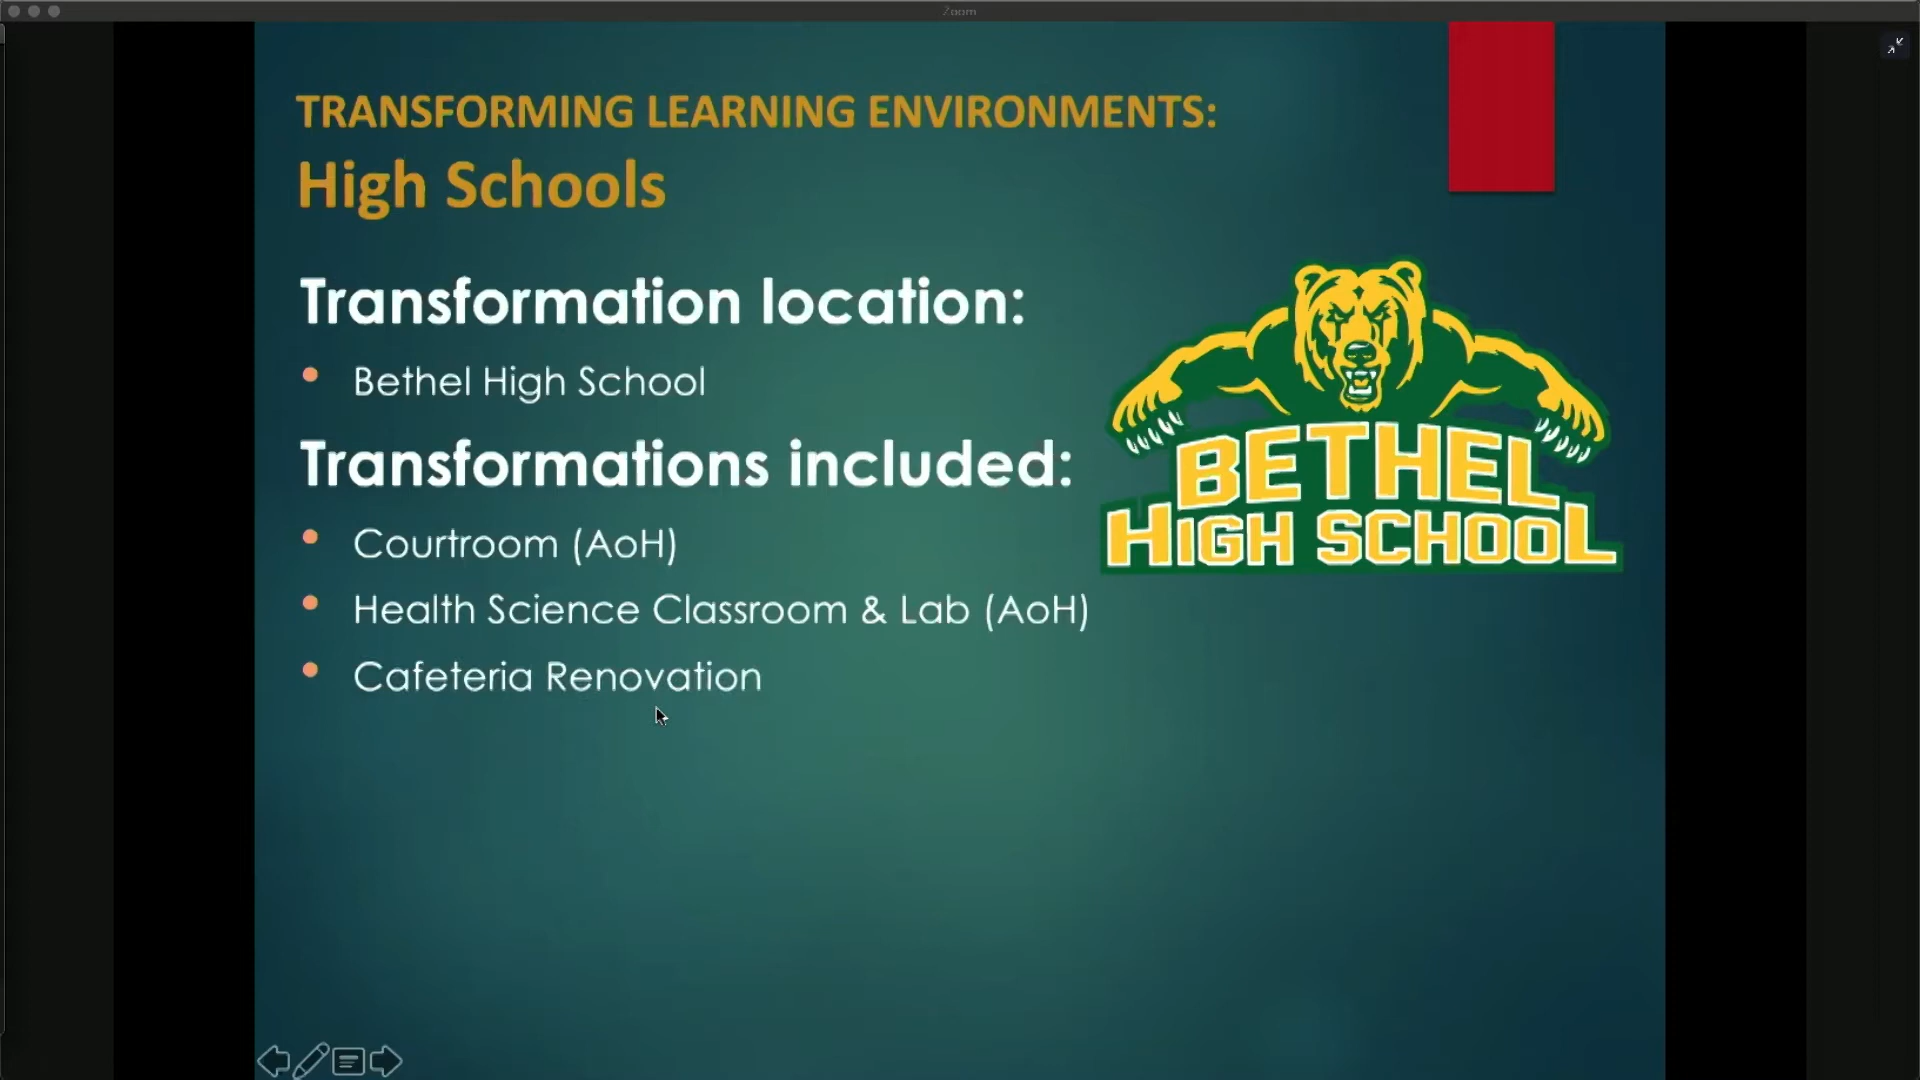 Zoom
TRANSFORMING LEARNING ENVIRONMENTS:
High Schools
Transformation location:
• Bethel High School
Transformations included:
• Courtroom (AoH)
• Health Science Classroom & Lab (AoH)
• Cafeteria Renovation
BETHEL
HIGH SCHOOL